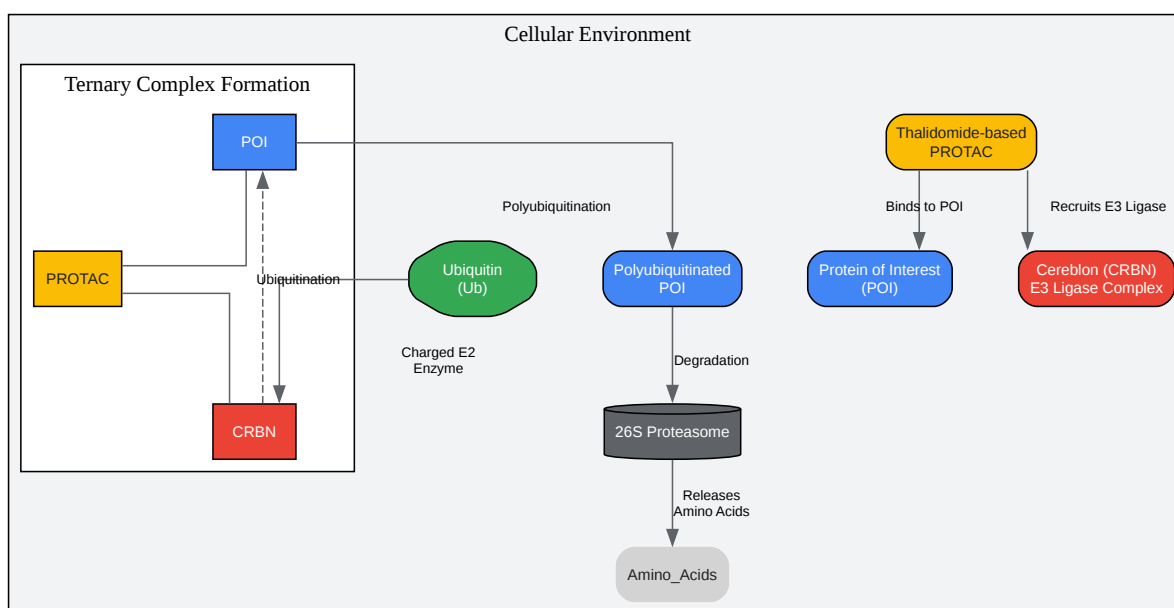 Cellular Environment
Ternary Complex Formation
POI
PROTAC
Ubiquitination
CRBN
Ubiquitin
(Ub)
Charged E2
Enzyme
Polyubiquitination
Polyubiquitinated
POI
Degradation
26S Proteasome
Releases
Amino Acids
Amino_Acids
Thalidomide-based
PROTAC
Binds to POI
Recruits E3 Ligase
Protein of Interest
(POI)
Cereblon (CRBN)
E3 Ligase Complex